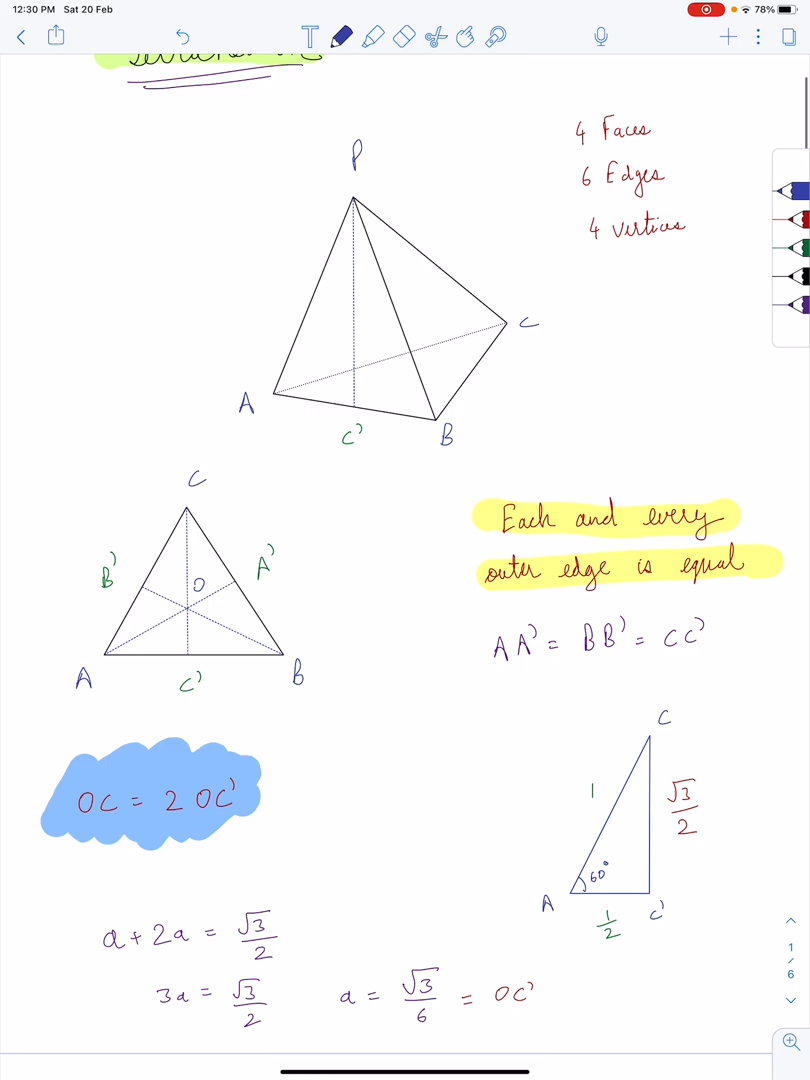 12:30 PM Sat 20 Feb
78%
T
4 Faces
6 Edges
4 vertices
P
A
C
C'
B
C
B'
A'
O
A
C'
B
Each and every
outer edge is equal
AA' = BB' = CC'
OC = 2 OC'
C
1
√3/2
60°
A
1/2
C'
a + 2a = √3/2
3a = √3/2
a = √3/6 = OC'
1
/
6